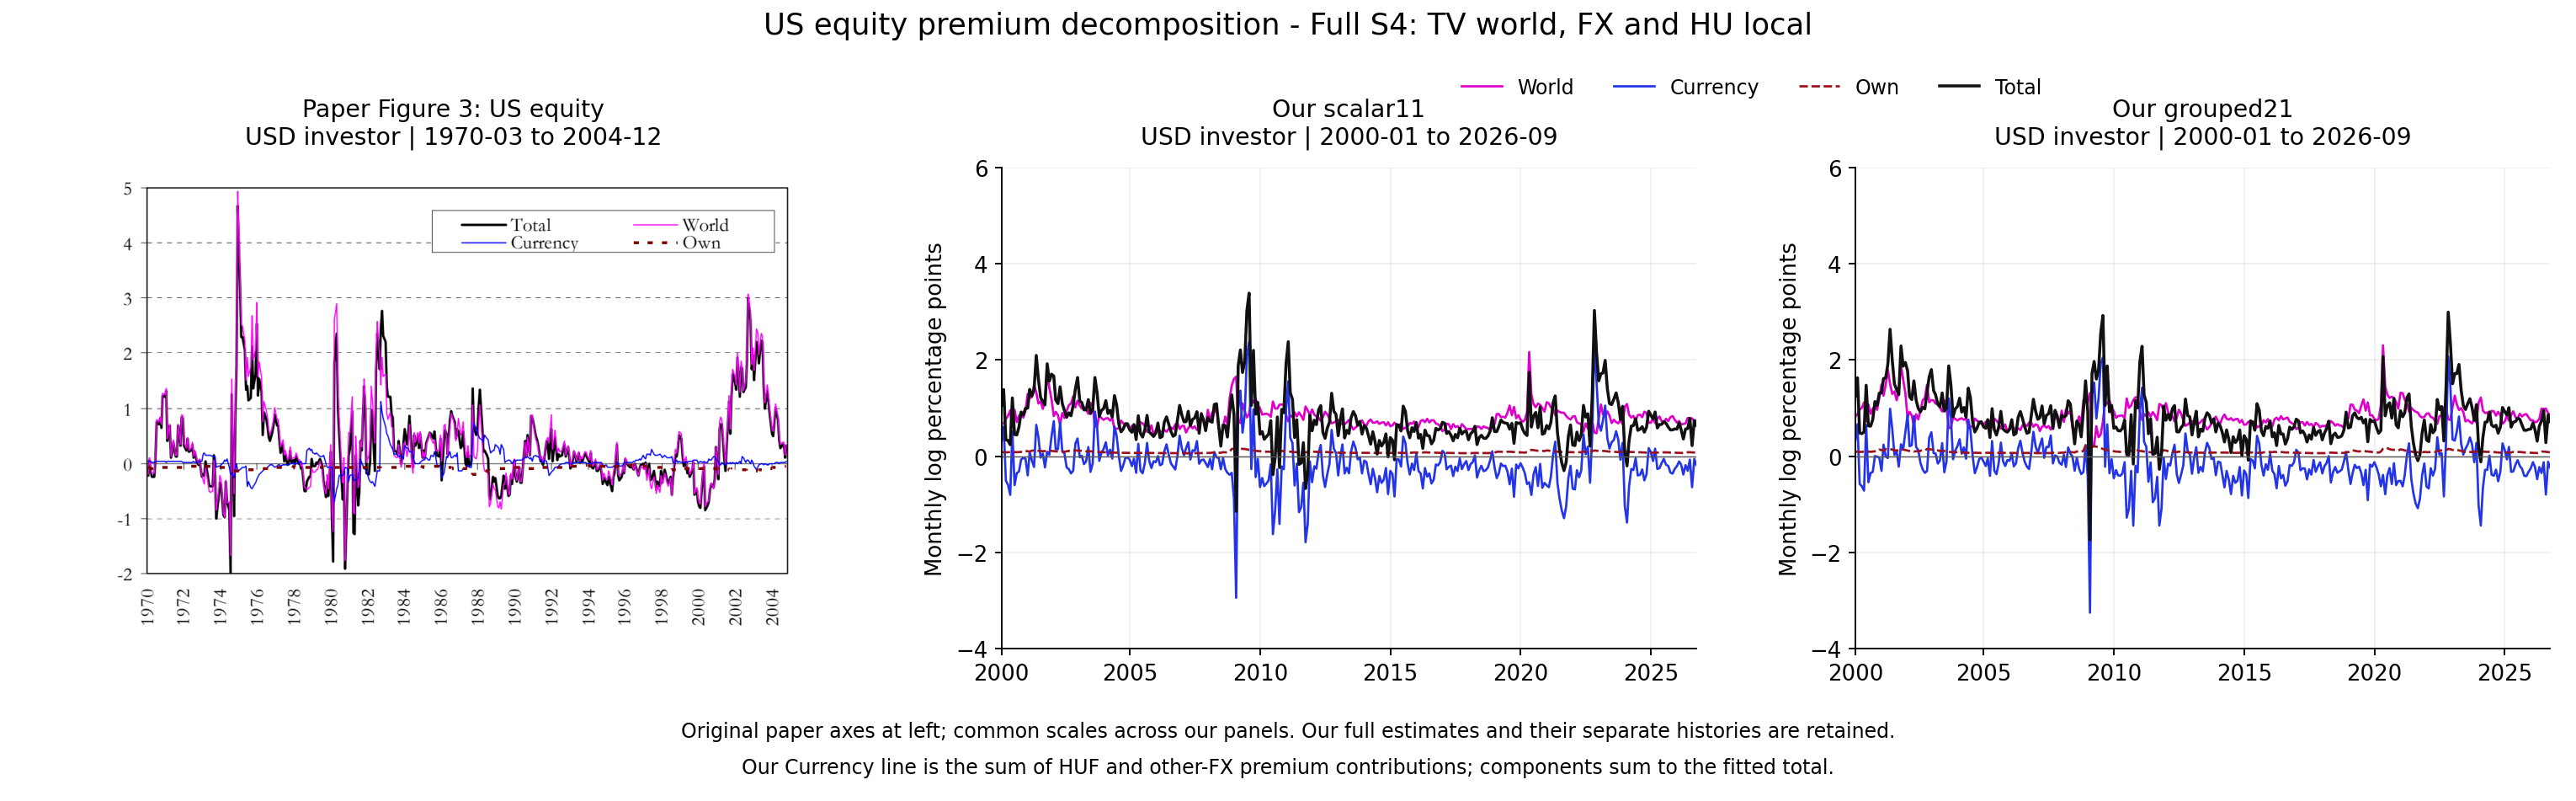 US equity premium decomposition - Full S4: TV world, FX and HU local
World Currency Own Total
Paper Figure 3: US equity
USD investor | 1970-03 to 2004-12
5
4
3
2
1
0
-1
-2
Total World
Currency Own
1970 1972 1974 1976 1978 1980 1982 1984 1986 1988 1990 1992 1994 1996 1998 2000 2002 2004
Our scalar11
USD investor | 2000-01 to 2026-09
Monthly log percentage points
6
4
2
0
−2
−4
2000 2005 2010 2015 2020 2025
Our grouped21
USD investor | 2000-01 to 2026-09
Monthly log percentage points
6
4
2
0
−2
−4
2000 2005 2010 2015 2020 2025
Original paper axes at left; common scales across our panels. Our full estimates and their separate histories are retained.
Our Currency line is the sum of HUF and other-FX premium contributions; components sum to the fitted total.